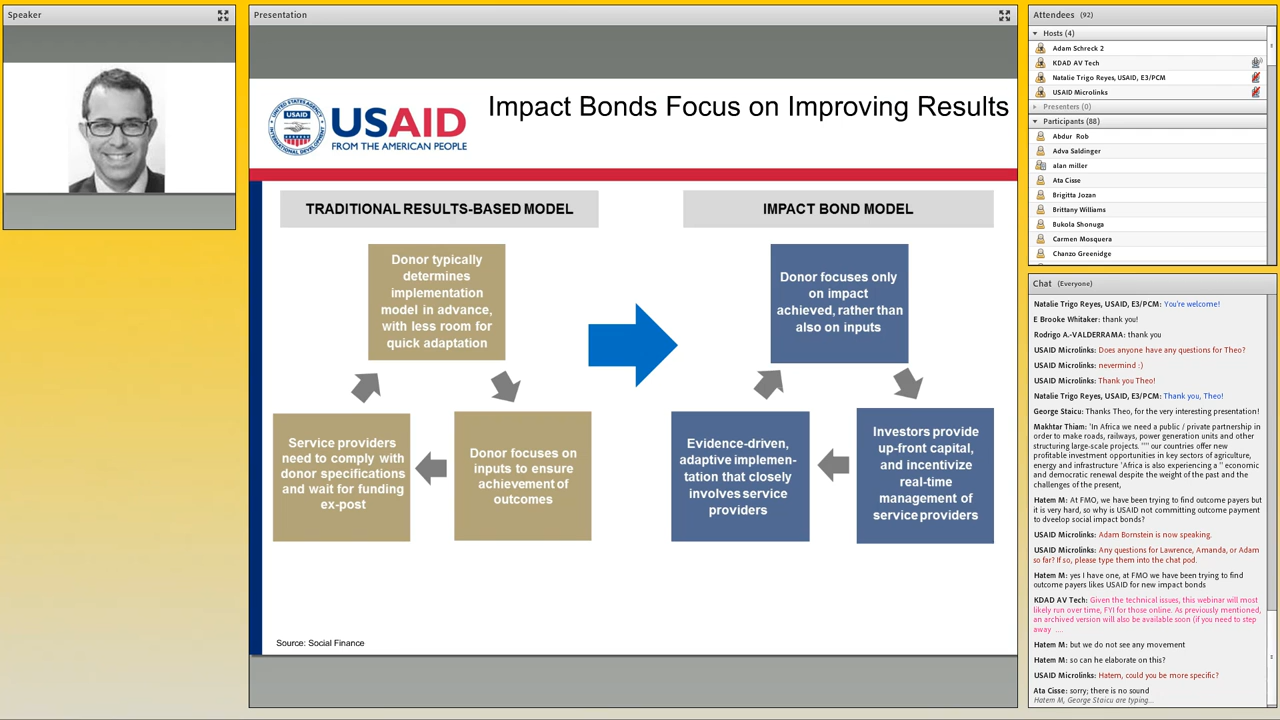 Speaker
Presentation
USAID
UNITED STATES AGENCY
INTERNATIONAL DEVELOPMENT
USAID
FROM THE AMERICAN PEOPLE
Impact Bonds Focus on Improving Results
TRADITIONAL RESULTS-BASED MODEL
Donor typically
determines
implementation
model in advance,
with less room for
quick adaptation
Service providers
need to comply with
donor specifications
and wait for funding
ex-post
Donor focuses on
inputs to ensure
achievement of
outcomes
IMPACT BOND MODEL
Donor focuses only
on impact
achieved, rather than
also on inputs
Evidence-driven,
adaptive implemen-
tation that closely
involves service
providers
Investors provide
up-front capital,
and incentivize
real-time
management of
service providers
Source: Social Finance
Attendees (92)
Hosts (4)
Adam Schreck 2
KDAD AV Tech
Natalie Trigo Reyes, USAID, E3/PCM
USAID Microlinks
Presenters (0)
Participants (88)
Abdur Rob
Adva Saldinger
alan miller
Ata Cisse
Brigitta Jozan
Brittany Williams
Bukola Shonuga
Carmen Mosquera
Chanzo Greenidge
Chat (Everyone)
Natalie Trigo Reyes, USAID, E3/PCM: You're welcome!
E Brooke Whitaker: thank you!
Rodrigo A.-VALDERRAMA: thank you
USAID Microlinks: Does anyone have any questions for Theo?
USAID Microlinks: nevermind :)
USAID Microlinks: Thank you Theo!
Natalie Trigo Reyes, USAID, E3/PCM: Thank you, Theo!
George Staicu: Thanks Theo, for the very interesting presentation!
Makhtar Thiam: 'In Africa we need a public / private partnership in
order to make roads, railways, power generation units and other
structuring large-scale projects. """ our countries offer new
profitable investment opportunities in key sectors of agriculture,
energy and infrastructure 'Africa is also experiencing a " economic
and democratic renewal despite the weight of the past and the
challenges of the present,
Hatem M: At FMO, we have been trying to find outcome payers but
it is very hard, so why is USAID not committing outcome payment
to dveelop social impact bonds?
USAID Microlinks: Adam Bornstein is now speaking.
USAID Microlinks: Any questions for Lawrence, Amanda, or Adam
so far? If so, please type them into the chat pod.
Hatem M: yes I have one, at FMO we have been trying to find
outcome payers likes USAID for new impact bonds
KDAD AV Tech: Given the technical issues, this webinar will most
likely run over time, FYI for those online. As previously mentioned,
an archived version will also be available soon (if you need to step
away ....
Hatem M: but we do not see any movement
Hatem M: so can he elaborate on this?
USAID Microlinks: Hatem, could you be more specific?
Ata Cisse: sorry; there is no sound
Hatem M, George Staicu are typing...